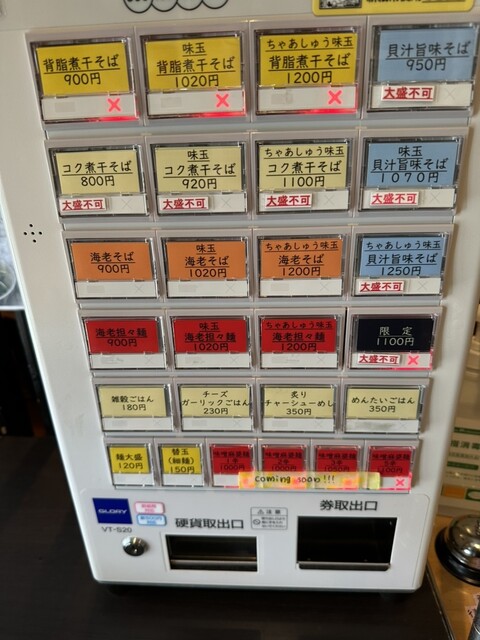 背脂煮干そば
900円
味玉
背脂煮干そば
1020円
ちゃあしゅう味玉
背脂煮干そば
1200円
貝汁旨味そば
950円
大盛不可
コク煮干そば
800円
大盛不可
味玉
コク煮干そば
920円
大盛不可
ちゃあしゅう味玉
コク煮干そば
1100円
大盛不可
味玉
貝汁旨味そば
1070円
大盛不可
海老そば
900円
味玉
海老そば
1020円
ちゃあしゅう味玉
海老そば
1200円
ちゃあしゅう味玉
貝汁旨味そば
1250円
大盛不可
海老担々麺
900円
味玉
海老担々麺
1020円
ちゃあしゅう味玉
海老担々麺
1200円
限定
1100円
大盛不可
雑穀ごはん
180円
チーズ
ガーリックごはん
230円
炙り
チャーシューめし
350円
めんたいごはん
350円
麺大盛
120円
替玉
(細麺)
150円
coming soon!!!
GLORY
VT-S20
硬貨取出口
注意
券取出口